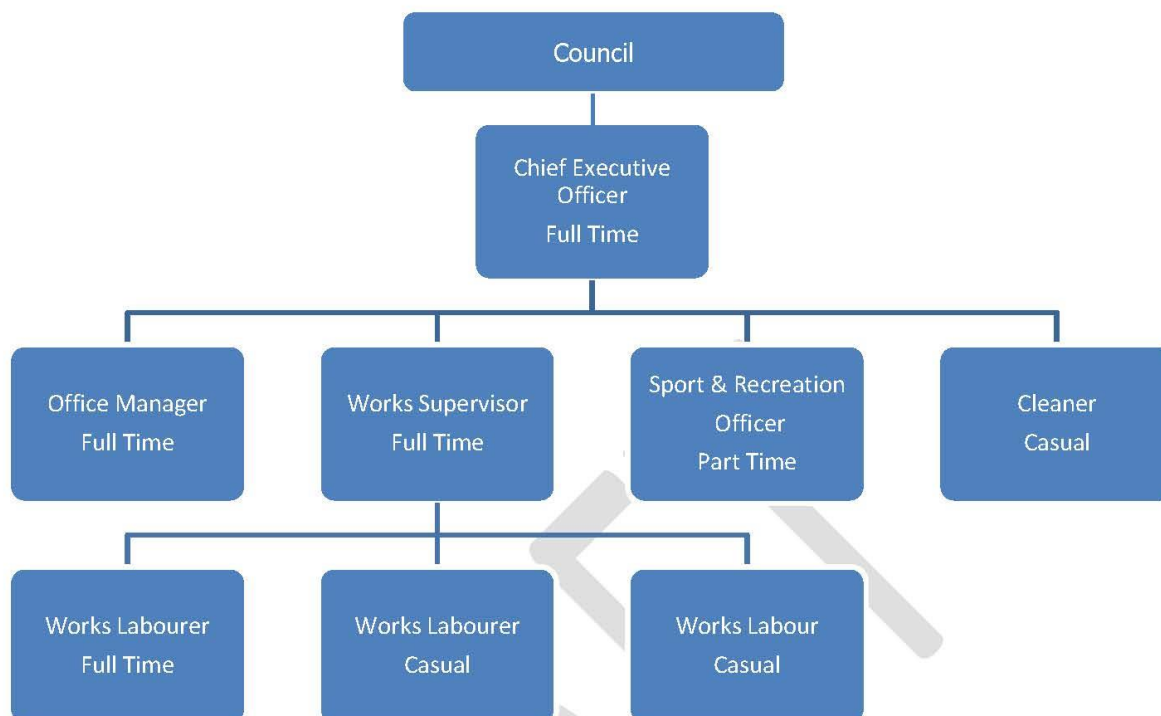 Council
Chief Executive
Officer
Full Time
Office Manager
Full Time
Works Supervisor
Full Time
Sport & Recreation
Officer
Part Time
Cleaner
Casual
Works Labourer
Full Time
Works Labourer
Casual
Works Labour
Casual